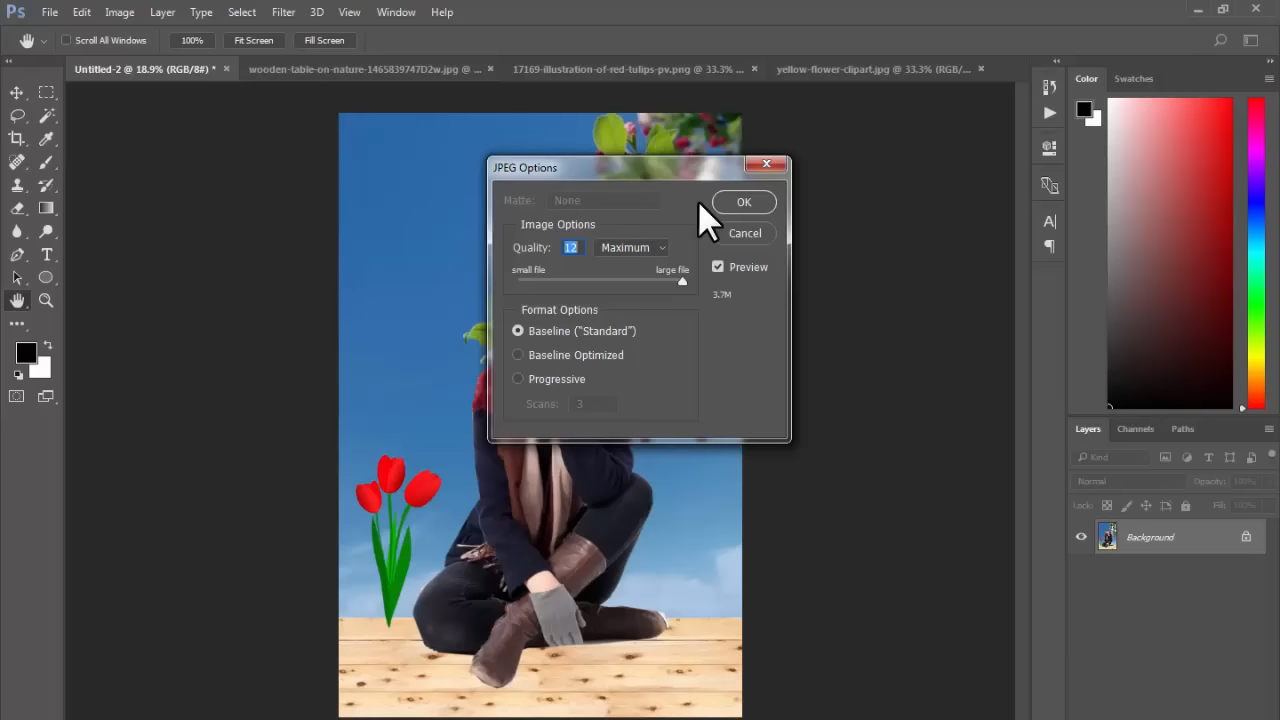 Ps File Edit Image Layer Type Select Filter 3D View Window Help
Scroll All Windows 100% Fit Screen Fill Screen
Untitled-2 @ 18.9% (RGB/8#) * × wooden-table-on-nature-1465839747D2w.jpg @ ... × 17169-illustration-of-red-tulips-pv.png @ 33.3% ... × yellow-flower-clipart.jpg @ 33.3% (RGB/... ×
Color Swatches
JPEG Options
Matte: None
OK
Image Options
Cancel
Quality: 12 Maximum
small file large file
Preview
3.7M
Format Options
Baseline ("Standard")
Baseline Optimized
Progressive
Scans: 3
Layers Channels Paths
Kind
Normal Opacity: 100%
Lock: Fill: 100%
Background